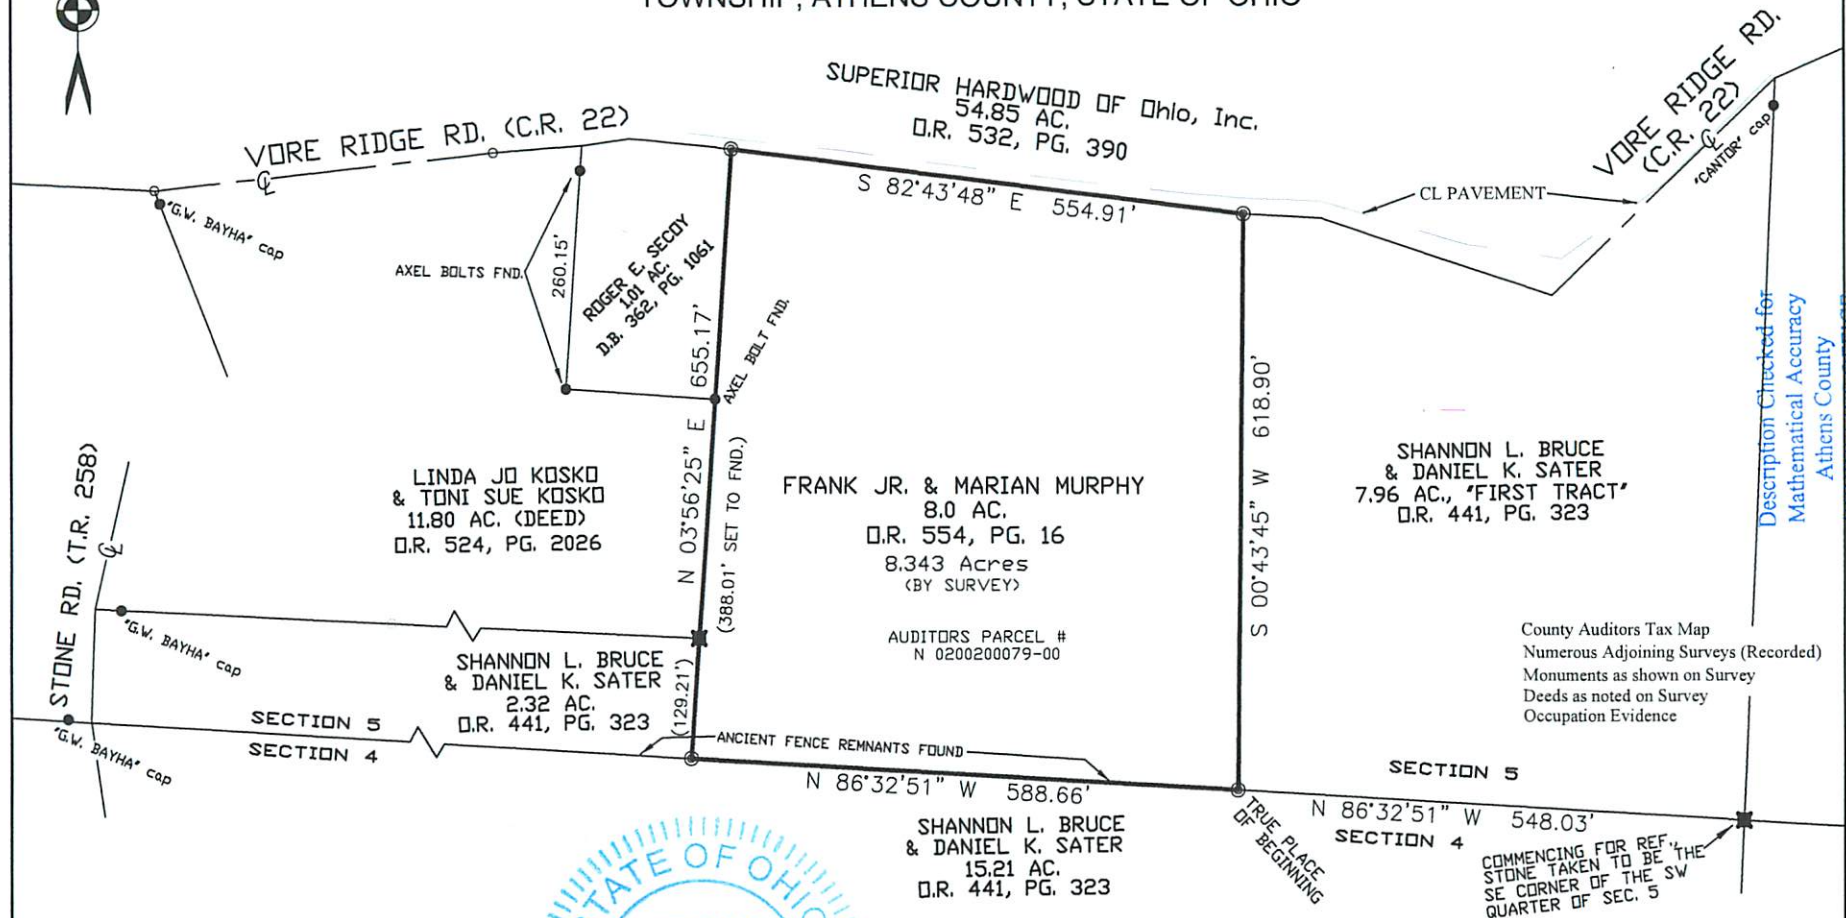 TOWNSHIP, ATHENS COUNTY, STATE OF OHIO
SUPERIOR HARDWOOD OF Ohio, Inc.
54.85 AC.
O.R. 532, PG. 390
VORE RIDGE RD. (C.R. 22)
CL
VORE RIDGE RD.
(C.R. 22)
CL
"CANTOR" cap
CL PAVEMENT
S 82°43'48" E 554.91'
"G.W. BAYHA" cap
AXEL BOLTS FND.
260.15'
ROGER E. SECOY
1.01 AC.
D.B. 362, PG. 1061
AXEL BOLT FND.
N 03°56'25" E 655.17'
(388.01' SET TO FND.)
(129.21')
S 00°43'45" W 618.90'
LINDA JO KOSKO
& TONI SUE KOSKO
11.80 AC. (DEED)
O.R. 524, PG. 2026
FRANK JR. & MARIAN MURPHY
8.0 AC.
O.R. 554, PG. 16
8.343 Acres
(BY SURVEY)
AUDITORS PARCEL #
N 0200200079-00
SHANNON L. BRUCE
& DANIEL K. SATER
7.96 AC., "FIRST TRACT"
O.R. 441, PG. 323
Description Checked for
Mathematical Accuracy
Athens County
STONE RD. (T.R. 258)
CL
"G.W. BAYHA" cap
"G.W. BAYHA" cap
SHANNON L. BRUCE
& DANIEL K. SATER
2.32 AC.
O.R. 441, PG. 323
SECTION 5
SECTION 4
ANCIENT FENCE REMNANTS FOUND
N 86°32'51" W 588.66'
County Auditors Tax Map
Numerous Adjoining Surveys (Recorded)
Monuments as shown on Survey
Deeds as noted on Survey
Occupation Evidence
SECTION 5
N 86°32'51" W 548.03'
SECTION 4
TRUE PLACE
OF BEGINNING
SHANNON L. BRUCE
& DANIEL K. SATER
15.21 AC.
O.R. 441, PG. 323
COMMENCING FOR REF.,
STONE TAKEN TO BE THE
SE CORNER OF THE SW
QUARTER OF SEC. 5
STATE OF OHIO